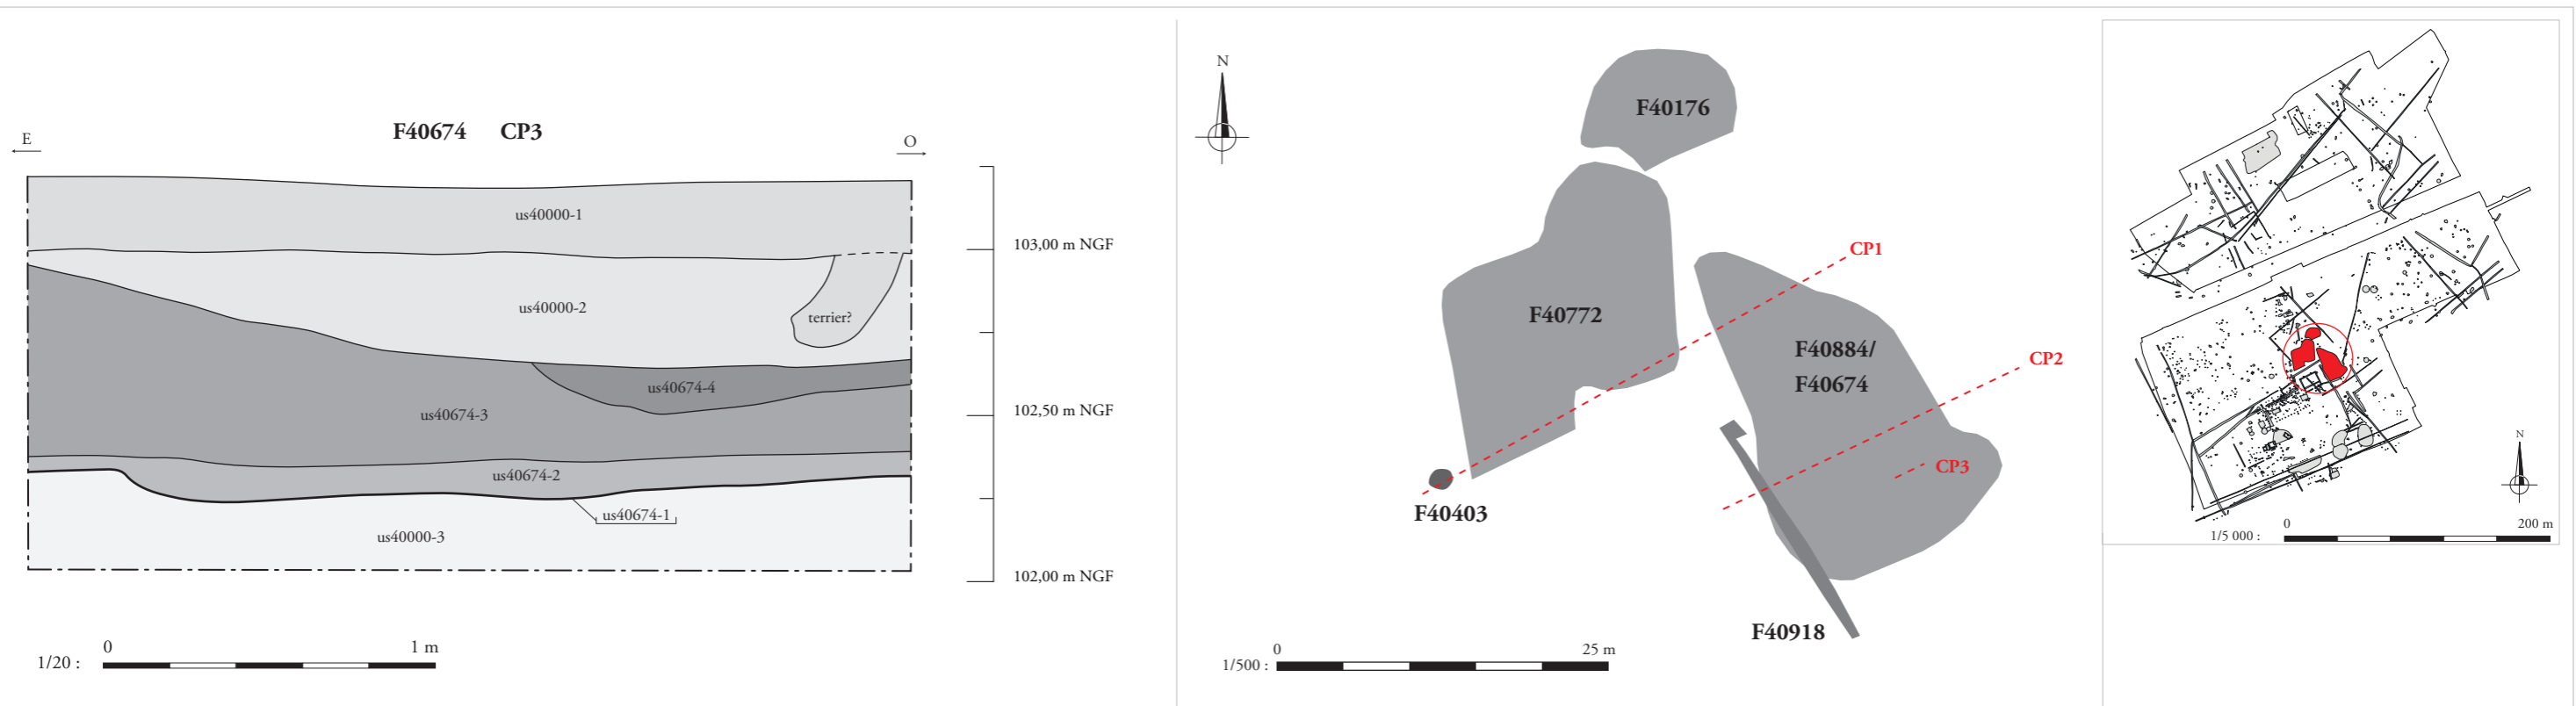 F40674 CP3
E
O
us40000-1
103,00 m NGF
us40000-2
terrier?
us40674-4
us40674-3
102,50 m NGF
us40674-2
us40674-1
us40000-3
102,00 m NGF
0 1 m
1/20 :
N
F40176
CP1
F40772
F40884/
F40674
CP2
CP3
F40403
F40918
0 25 m
1/500 :
N
0 200 m
1/5 000 :